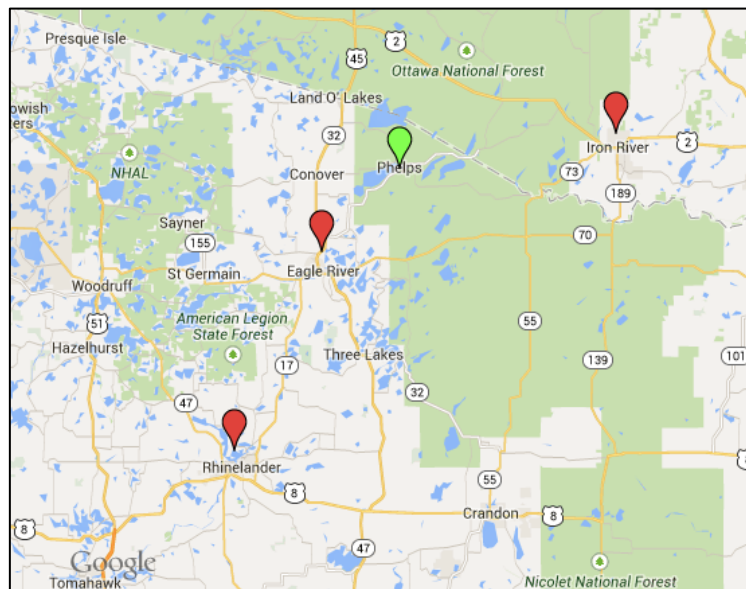 Presque Isle
2
45
Ottawa National Forest
Land O' Lakes
owish
ters
32
Iron River
2
NHAL
Phelps
73
Conover
189
Sayner
155
70
St Germain
Eagle River
Woodruff
American Legion
State Forest
51
55
Hazelhurst
Three Lakes
17
139
101
32
47
Rhinelander
55
8
Crandon
8
8
47
Google
Tomahawk
Nicolet National Forest